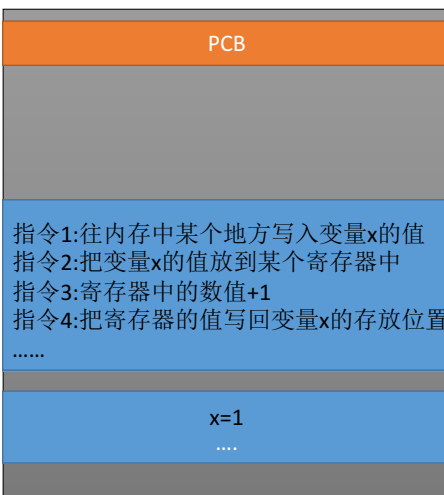 PCB
指令1:往内存中某个地方写入变量x的值
指令2:把变量x的值放到某个寄存器中
指令3:寄存器中的数值+1
指令4:把寄存器的值写回变量x的存放位置
......
x=1
....